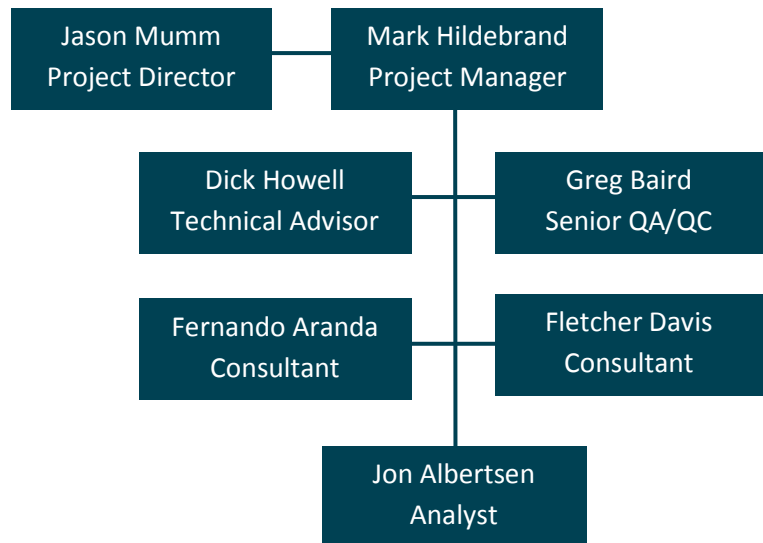 Jason Mumm
Project Director
Mark Hildebrand
Project Manager
Dick Howell
Technical Advisor
Greg Baird
Senior QA/QC
Fernando Aranda
Consultant
Fletcher Davis
Consultant
Jon Albertsen
Analyst